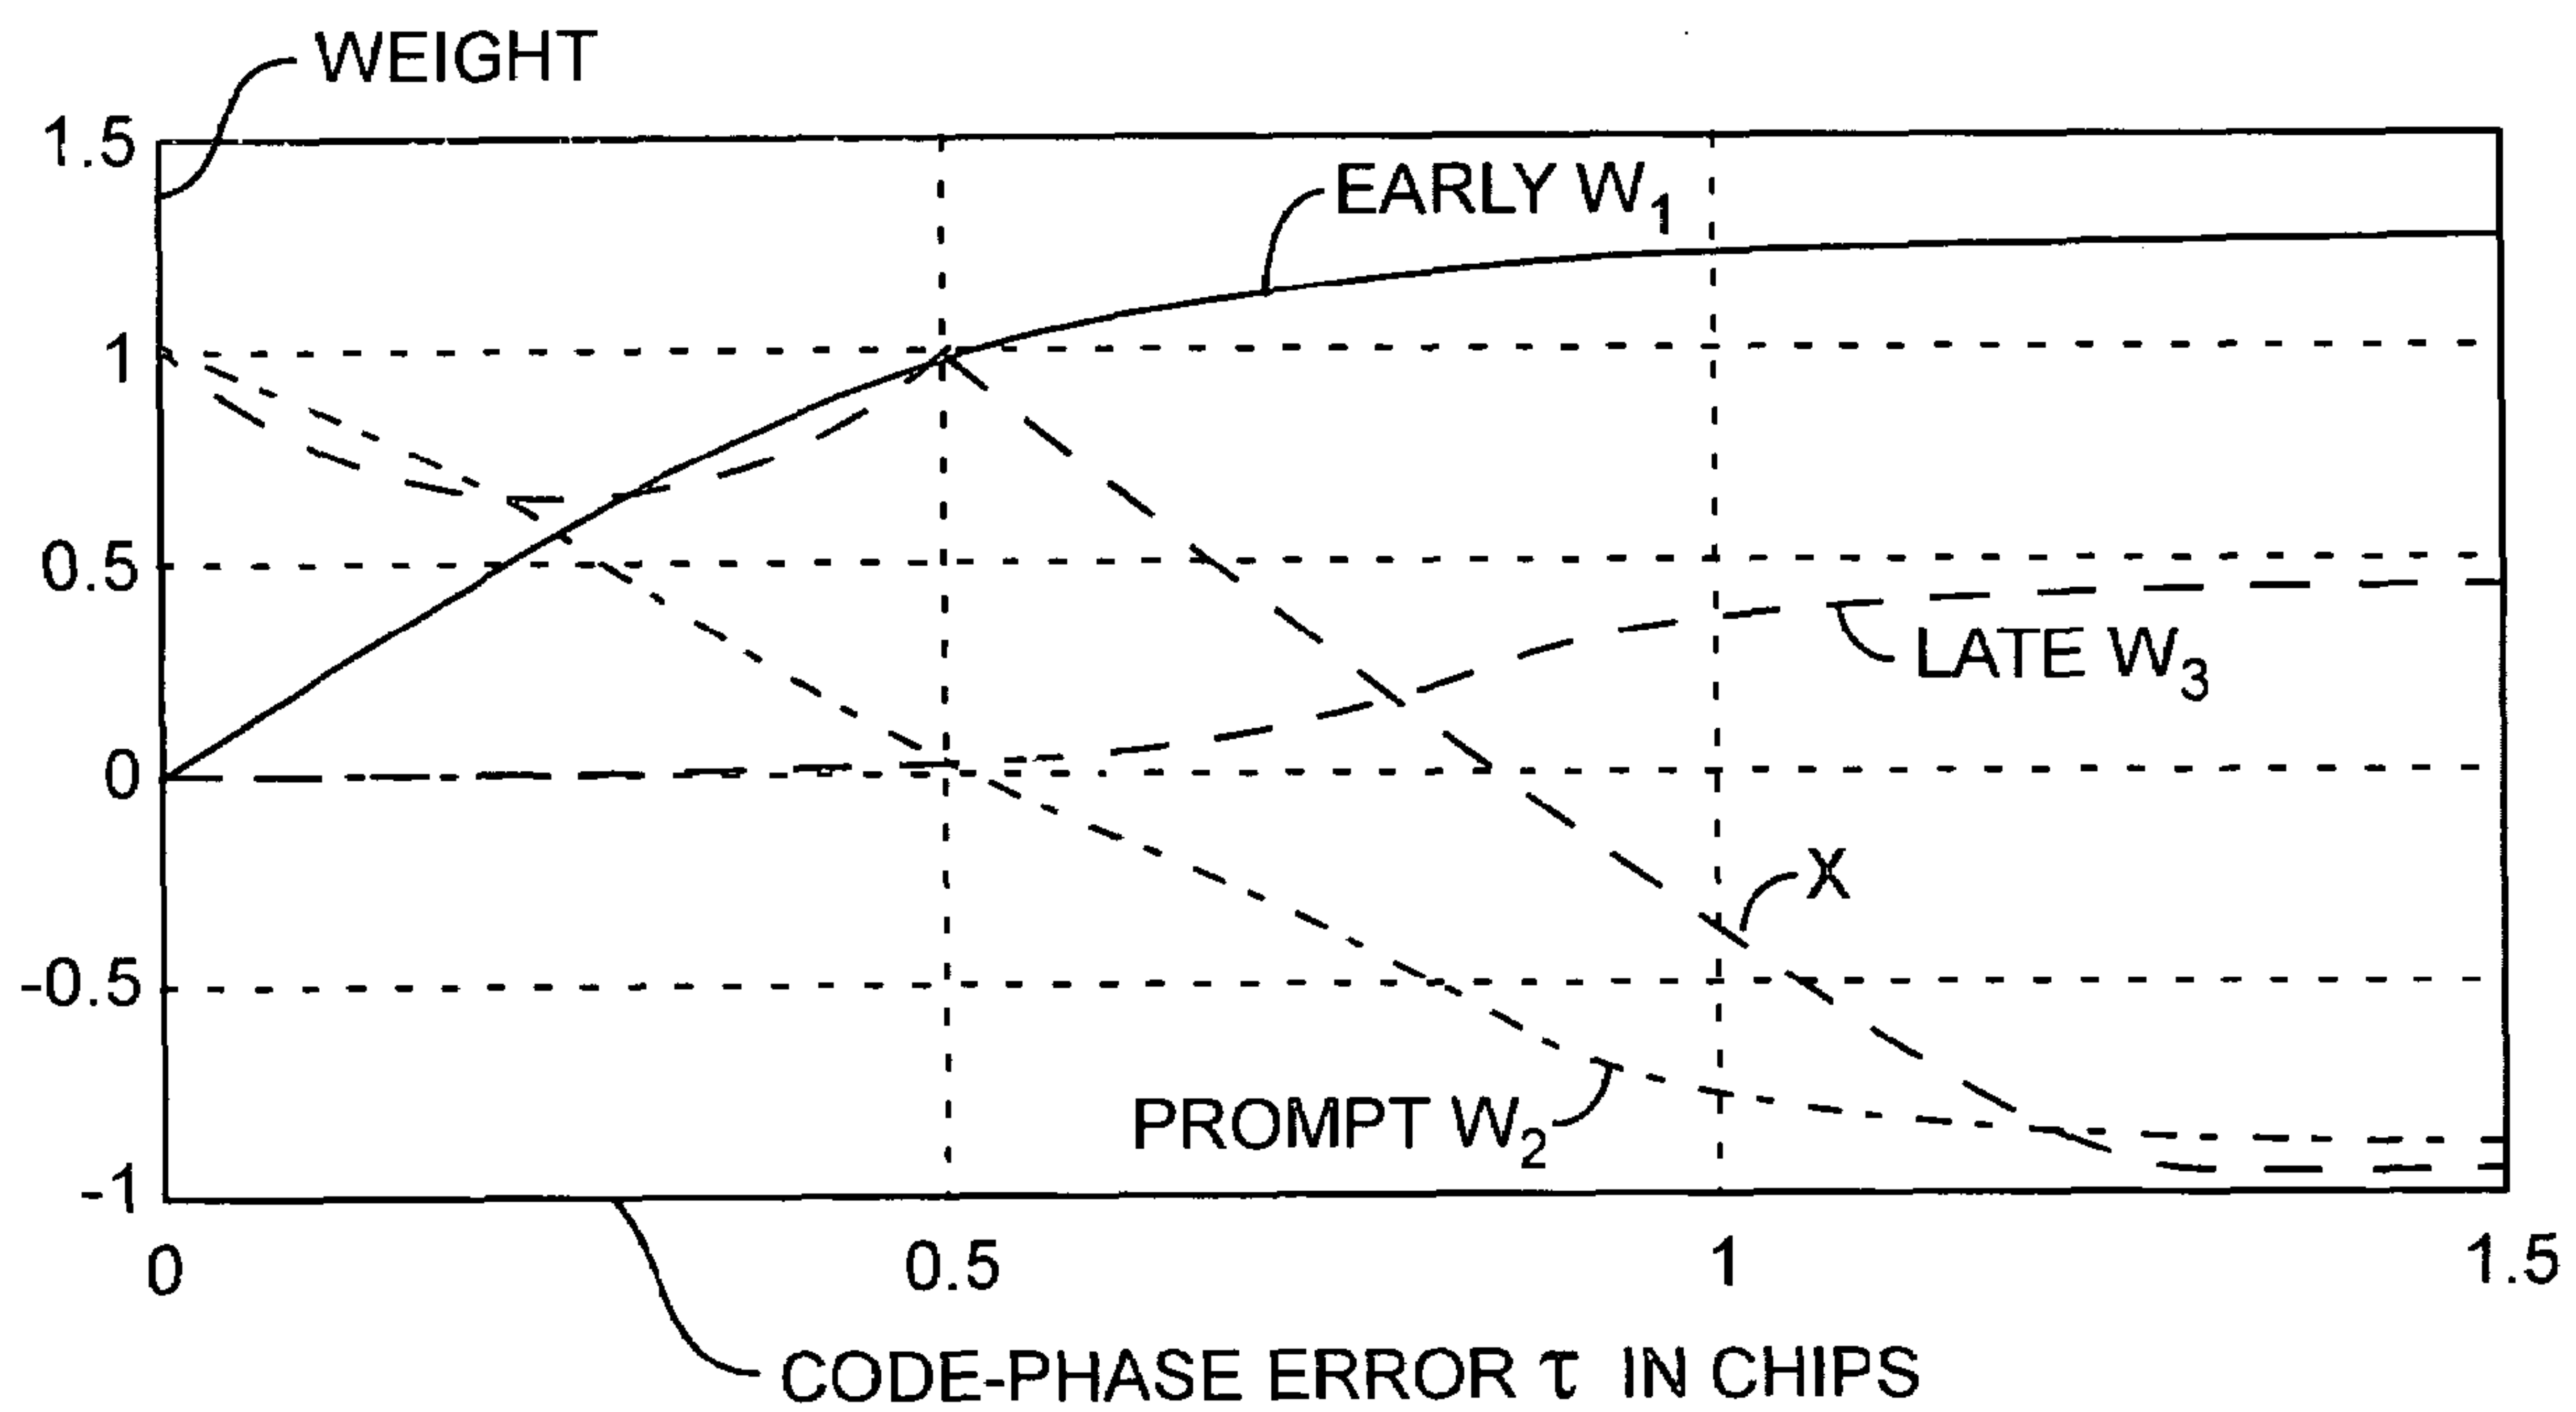 WEIGHT
1.5
EARLY W1
1
0.5
LATE W3
0
X
-0.5
PROMPT W2
-1
0 0.5 1 1.5
CODE-PHASE ERROR τ IN CHIPS